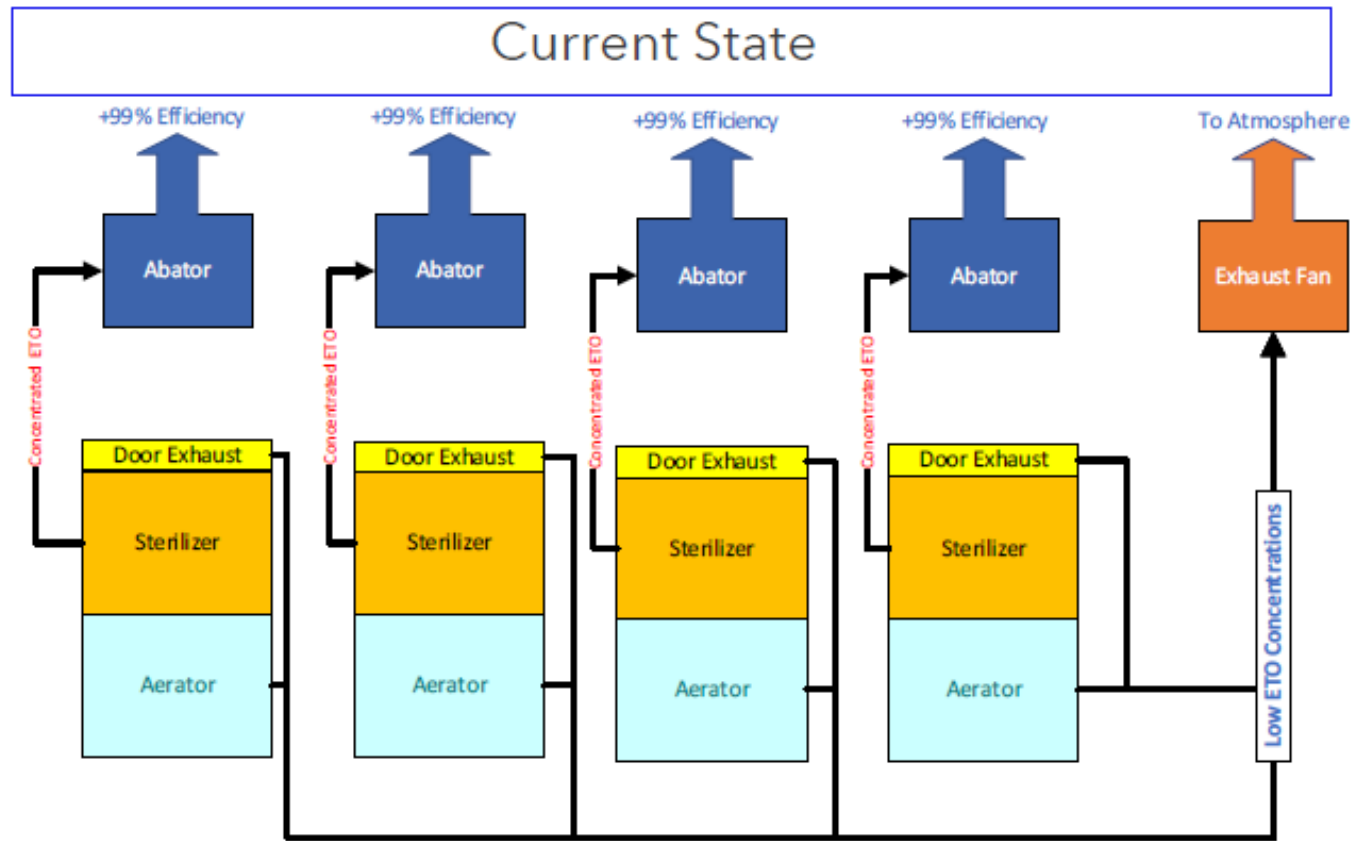 Current State
+99% Efficiency
+99% Efficiency
+99% Efficiency
+99% Efficiency
To Atmosphere
Abator
Abator
Abator
Abator
Exhaust Fan
Concentrated ETO
Concentrated ETO
Concentrated ETO
Concentrated ETO
Door Exhaust
Door Exhaust
Door Exhaust
Door Exhaust
Sterilizer
Sterilizer
Sterilizer
Sterilizer
Aerator
Aerator
Aerator
Aerator
Low ETO Concentrations